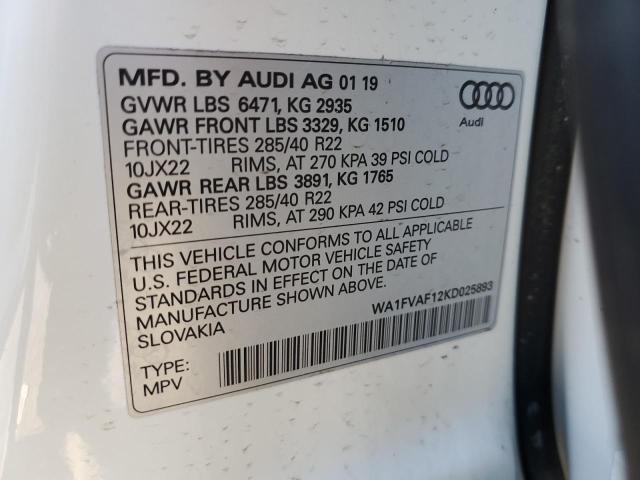 MFD. BY AUDI AG 01 19
GVWR LBS 6471, KG 2935
GAWR FRONT LBS 3329, KG 1510
FRONT-TIRES 285/40 R22
10JX22 RIMS, AT 270 KPA 39 PSI COLD
GAWR REAR LBS 3891, KG 1765
REAR-TIRES 285/40 R22
10JX22 RIMS, AT 290 KPA 42 PSI COLD
Audi
THIS VEHICLE CONFORMS TO ALL APPLICABLE
U.S. FEDERAL MOTOR VEHICLE SAFETY
STANDARDS IN EFFECT ON THE DATE OF
MANUFACTURE SHOWN ABOVE.
SLOVAKIA
WA1FVAF12KD025893
TYPE:
MPV